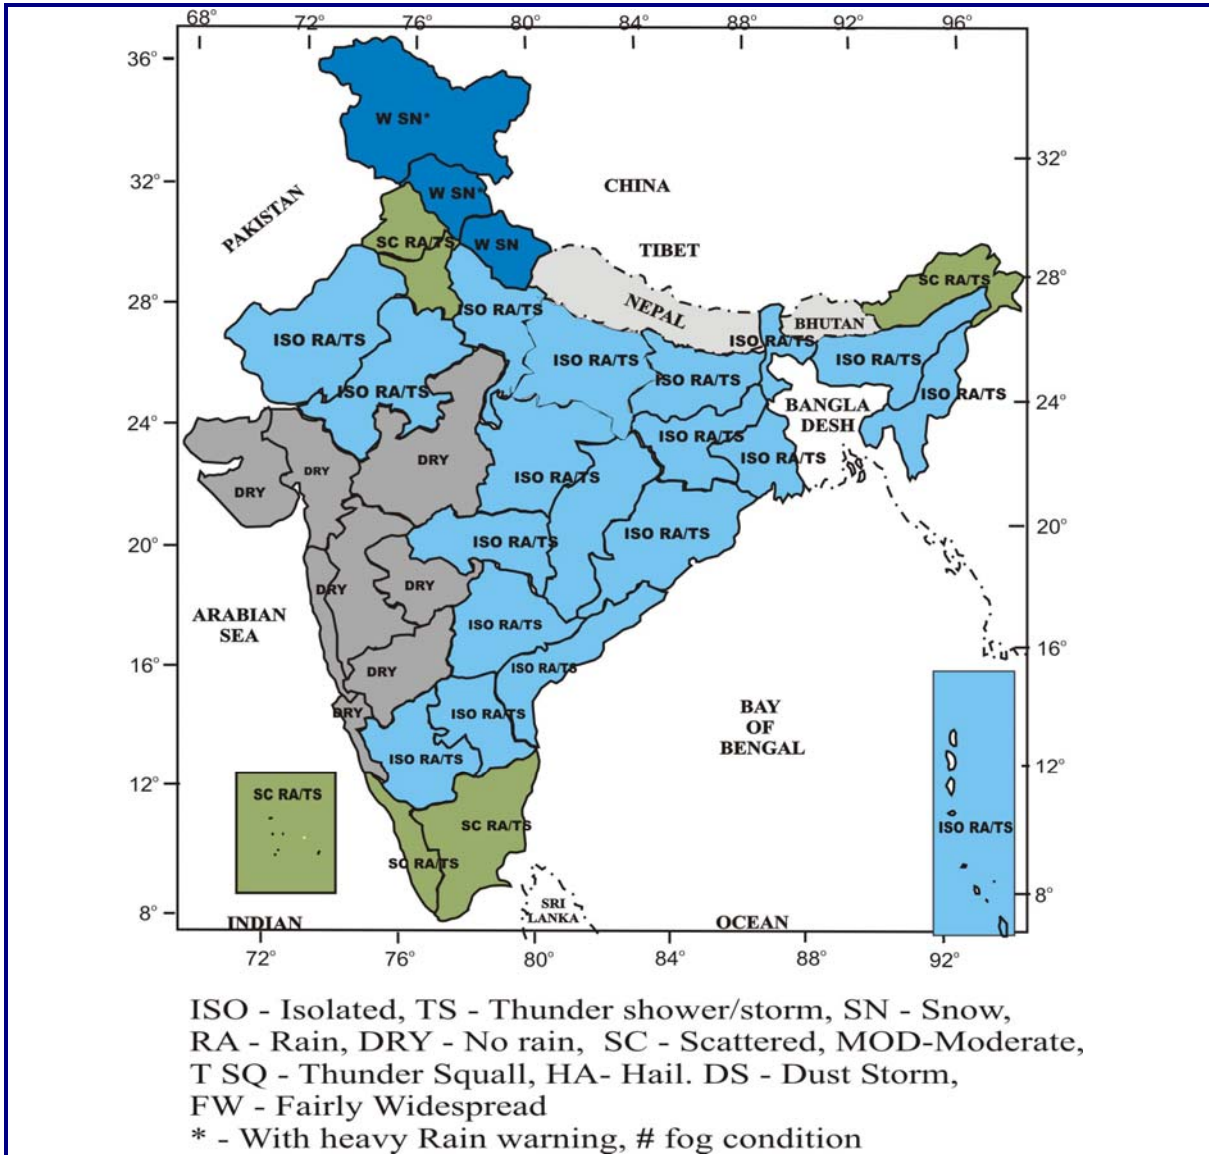 68° 72° 76° 80° 84° 88° 92° 96°
36°
W SN*
32°
32°
W SN*
CHINA
PAKISTAN
SC RA/TS
W SN
TIBET
28°
SC RA/TS
28°
ISO RA/TS
NEPAL
BHUTAN
ISO RA/TS
ISO RA/TS
ISO RA/TS
ISO RA/TS
ISO RA/TS
ISO RA/TS
ISO RA/TS
24°
BANGLA
DESH
24°
ISO RA/TS
DRY
ISO RA/TS
DRY
ISO RA/TS
DRY
20°
ISO RA/TS
20°
ISO RA/TS
DRY
DRY
ARABIAN
SEA
ISO RA/TS
16°
16°
DRY
ISO RA/TS
DRY
ISO RA/TS
BAY
OF
BENGAL
ISO RA/TS
12°
12°
SC RA/TS
SC RA/TS
ISO RA/TS
SC RA/TS
8°
8°
SRI
LANKA
INDIAN
OCEAN
72° 76° 80° 84° 88° 92°
ISO - Isolated, TS - Thunder shower/storm, SN - Snow,
RA - Rain, DRY - No rain, SC - Scattered, MOD-Moderate,
T SQ - Thunder Squall, HA- Hail. DS - Dust Storm,
FW - Fairly Widespread
* - With heavy Rain warning, # fog condition